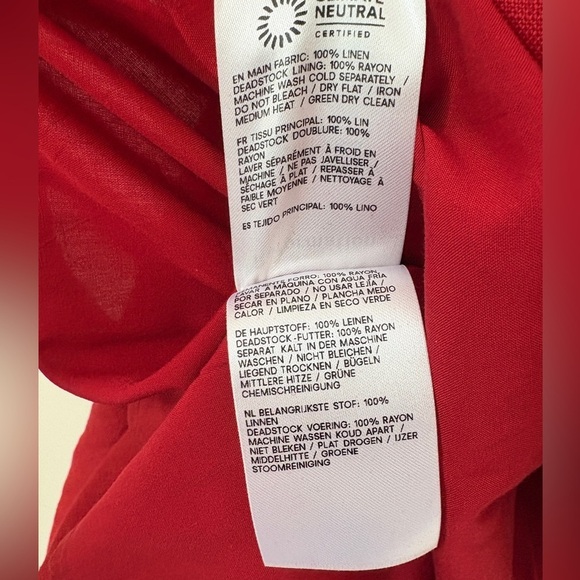 NEUTRAL
CERTIFIED
EN MAIN FABRIC: 100% LINEN
DEADSTOCK LINING: 100% RAYON
MACHINE WASH COLD SEPARATELY /
DO NOT BLEACH / DRY FLAT / IRON
MEDIUM HEAT / GREEN DRY CLEAN
FR TISSU PRINCIPAL: 100% LIN
DEADSTOCK DOUBLURE: 100%
RAYON
LAVER SÉPARÉMENT À FROID EN
MACHINE / NE PAS JAVELLISER /
SÉCHAGE À PLAT / REPASSER À
FAIBLE MOYENNE / NETTOYAGE À
SEC VERT
ES TEJIDO PRINCIPAL: 100% LINO
FORRO: 100% RAYON
LAVAR A MÁQUINA CON AGUA FRÍA
POR SEPARADO / NO USAR LEJÍA /
SECAR EN PLANO / PLANCHA MEDIO
CALOR / LIMPIEZA EN SECO VERDE
DE HAUPTSTOFF: 100% LEINEN
DEADSTOCK-FUTTER: 100% RAYON
SEPARAT KALT IN DER MASCHINE
WASCHEN / NICHT BLEICHEN /
LIEGEND TROCKNEN / BÜGELN
MITTLERE HITZE / GRÜNE
CHEMISCHREINIGUNG
NL BELANGRIJKSTE STOF: 100%
LINNEN
DEADSTOCK VOERING: 100% RAYON
MACHINE WASSEN KOUD APART /
NIET BLEKEN / PLAT DROGEN / IJZER
MIDDELHITTE / GROENE
STOOMREINIGING